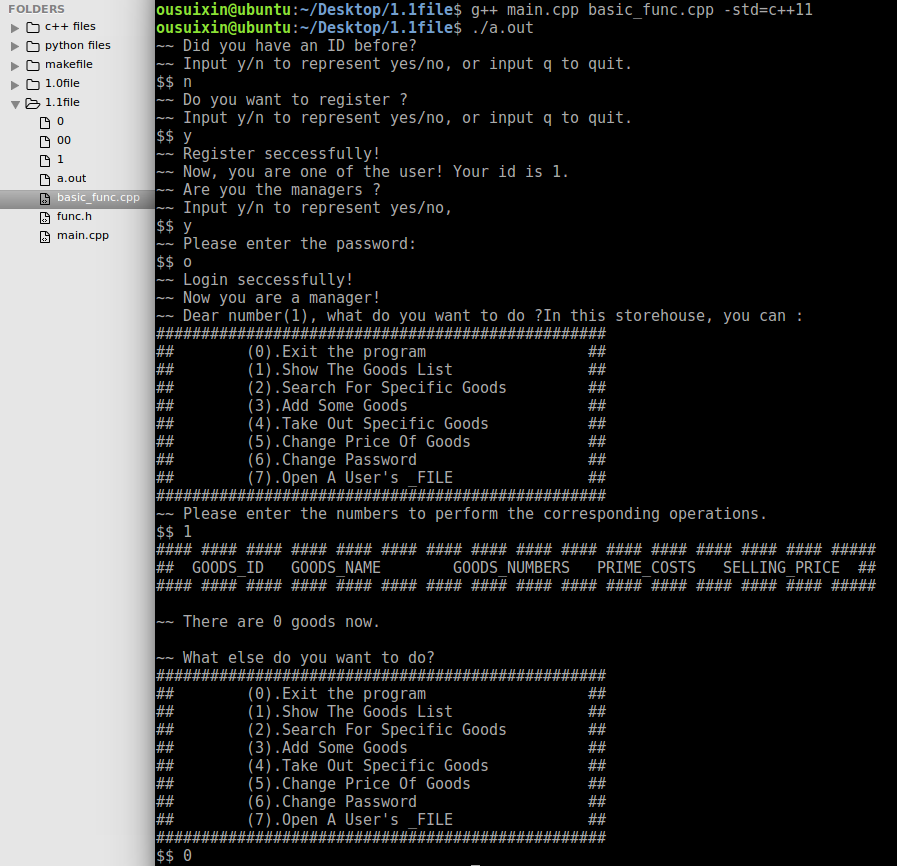 FOLDERS
c++ files
python files
makefile
1.0file
1.1file
0
00
1
a.out
basic_func.cpp
func.h
main.cpp
ousuixin@ubuntu:~/Desktop/1.1file$ g++ main.cpp basic_func.cpp -std=c++11
ousuixin@ubuntu:~/Desktop/1.1file$ ./a.out
~~ Did you have an ID before?
~~ Input y/n to represent yes/no, or input q to quit.
$$ n
~~ Do you want to register ?
~~ Input y/n to represent yes/no, or input q to quit.
$$ y
~~ Register seccessfully!
~~ Now, you are one of the user! Your id is 1.
~~ Are you the managers ?
~~ Input y/n to represent yes/no,
$$ y
~~ Please enter the password:
$$ o
~~ Login seccessfully!
~~ Now you are a manager!
~~ Dear number(1), what do you want to do ?In this storehouse, you can :
##################################################
##        (0).Exit the program                  ##
##        (1).Show The Goods List               ##
##        (2).Search For Specific Goods         ##
##        (3).Add Some Goods                    ##
##        (4).Take Out Specific Goods           ##
##        (5).Change Price Of Goods             ##
##        (6).Change Password                   ##
##        (7).Open A User's _FILE               ##
##################################################
~~ Please enter the numbers to perform the corresponding operations.
$$ 1
#### #### #### #### #### #### #### #### #### #### #### #### #### #### #### #####
##  GOODS_ID   GOODS_NAME        GOODS_NUMBERS   PRIME_COSTS   SELLING_PRICE  ##
#### #### #### #### #### #### #### #### #### #### #### #### #### #### #### #####
~~ There are 0 goods now.
~~ What else do you want to do?
##################################################
##        (0).Exit the program                  ##
##        (1).Show The Goods List               ##
##        (2).Search For Specific Goods         ##
##        (3).Add Some Goods                    ##
##        (4).Take Out Specific Goods           ##
##        (5).Change Price Of Goods             ##
##        (6).Change Password                   ##
##        (7).Open A User's _FILE               ##
##################################################
$$ 0